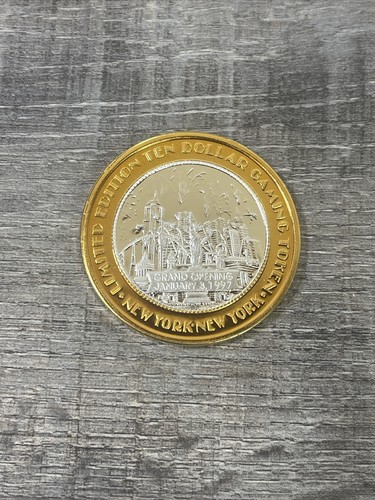 LIMITED EDITION TEN DOLLAR GAMING TOKEN
GRAND OPENING
JANUARY 3, 1997
• NEW YORK•NEW YORK •